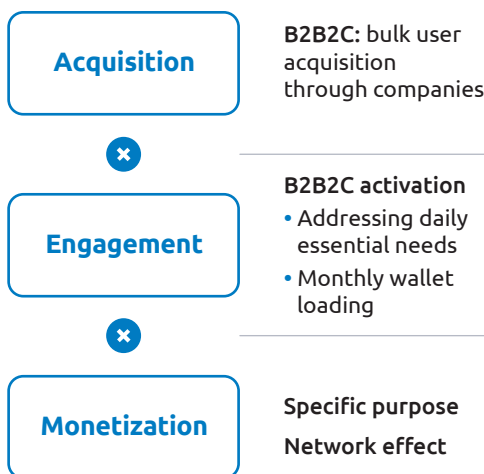 Acquisition
B2B2C: bulk user
acquisition
through companies
Engagement
B2B2C activation
• Addressing daily
essential needs
• Monthly wallet
loading
Monetization
Specific purpose
Network effect